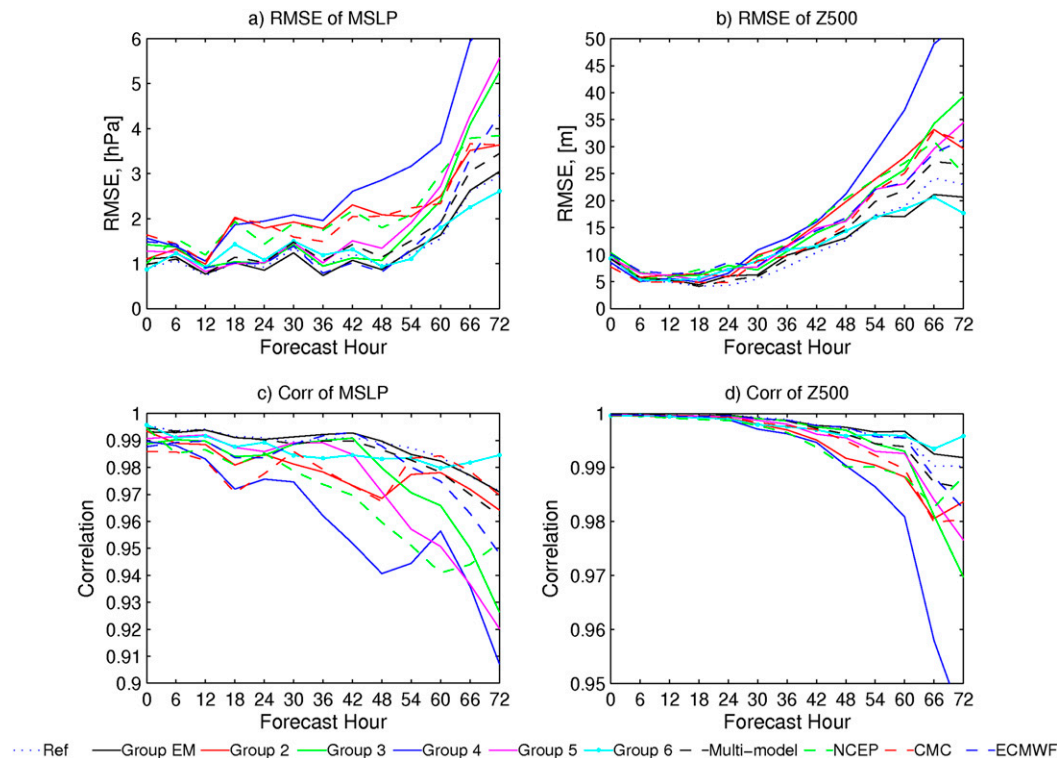 a) RMSE of MSLP
b) RMSE of Z500
RMSE, [hPa]
6
5
4
3
2
1
0
0 6 12 18 24 30 36 42 48 54 60 66 72
Forecast Hour
RMSE, [m]
50
45
40
35
30
25
20
15
10
5
0
0 6 12 18 24 30 36 42 48 54 60 66 72
Forecast Hour
c) Corr of MSLP
d) Corr of Z500
Correlation
1
0.99
0.98
0.97
0.96
0.95
0.94
0.93
0.92
0.91
0.9
0 6 12 18 24 30 36 42 48 54 60 66 72
Forecast Hour
Correlation
1
0.99
0.98
0.97
0.96
0.95
0 6 12 18 24 30 36 42 48 54 60 66 72
Forecast Hour
Ref Group EM Group 2 Group 3 Group 4 Group 5 Group 6 Multi-model NCEP CMC ECMWF